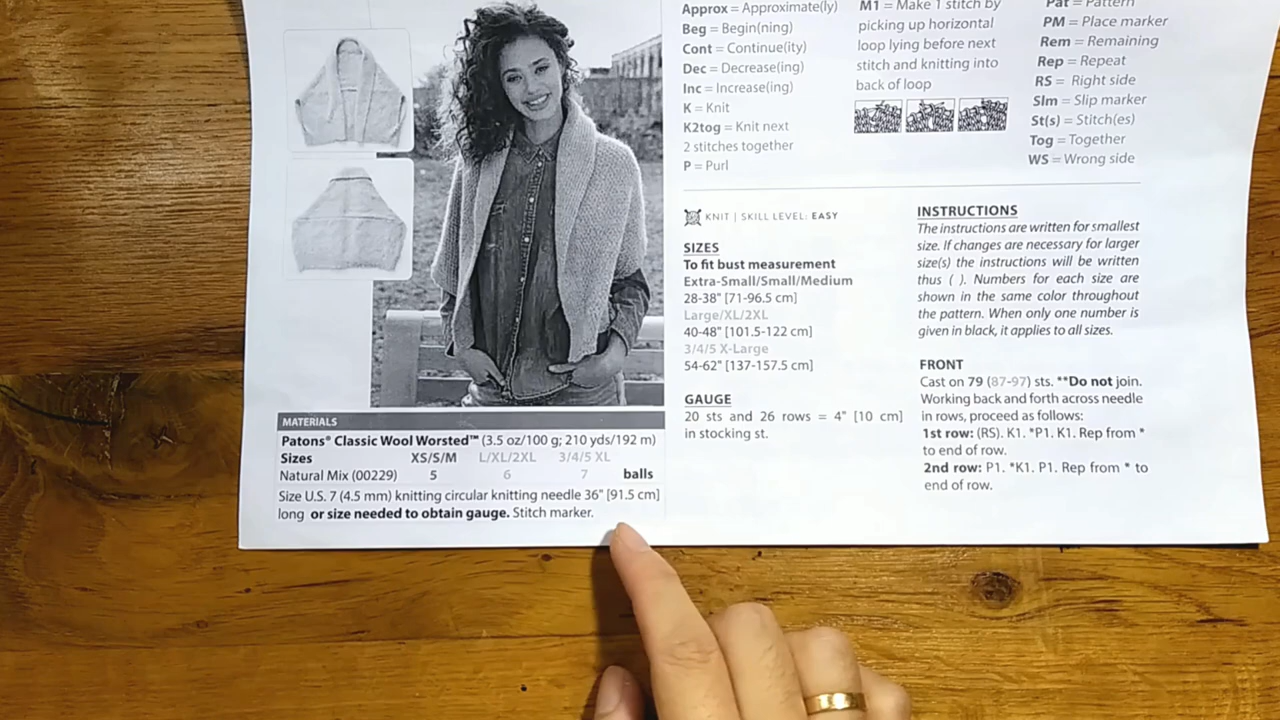 Approx = Approximate(ly)
Beg = Begin(ning)
Cont = Continue(ity)
Dec = Decrease(ing)
Inc = Increase(ing)
K = Knit
K2tog = Knit next
2 stitches together
P = Purl
M1 = Make 1 stitch by
picking up horizontal
loop lying before next
stitch and knitting into
back of loop
Pat = Pattern
PM = Place marker
Rem = Remaining
Rep = Repeat
RS = Right side
Slm = Slip marker
St(s) = Stitch(es)
Tog = Together
WS = Wrong side
MATERIALS
Patons® Classic Wool Worsted™ (3.5 oz/100 g; 210 yds/192 m)
Sizes XS/S/M L/XL/2XL 3/4/5 XL
Natural Mix (00229) 5 6 7 balls
Size U.S. 7 (4.5 mm) knitting circular knitting needle 36" [91.5 cm]
long or size needed to obtain gauge. Stitch marker.
KNIT | SKILL LEVEL: EASY
SIZES
To fit bust measurement
Extra-Small/Small/Medium
28-38" [71-96.5 cm]
Large/XL/2XL
40-48" [101.5-122 cm]
3/4/5 X-Large
54-62" [137-157.5 cm]
GAUGE
20 sts and 26 rows = 4" [10 cm]
in stocking st.
INSTRUCTIONS
The instructions are written for smallest
size. If changes are necessary for larger
size(s) the instructions will be written
thus ( ). Numbers for each size are
shown in the same color throughout
the pattern. When only one number is
given in black, it applies to all sizes.
FRONT
Cast on 79 (87-97) sts. **Do not join.
Working back and forth across needle
in rows, proceed as follows:
1st row: (RS). K1. *P1. K1. Rep from *
to end of row.
2nd row: P1. *K1. P1. Rep from * to
end of row.